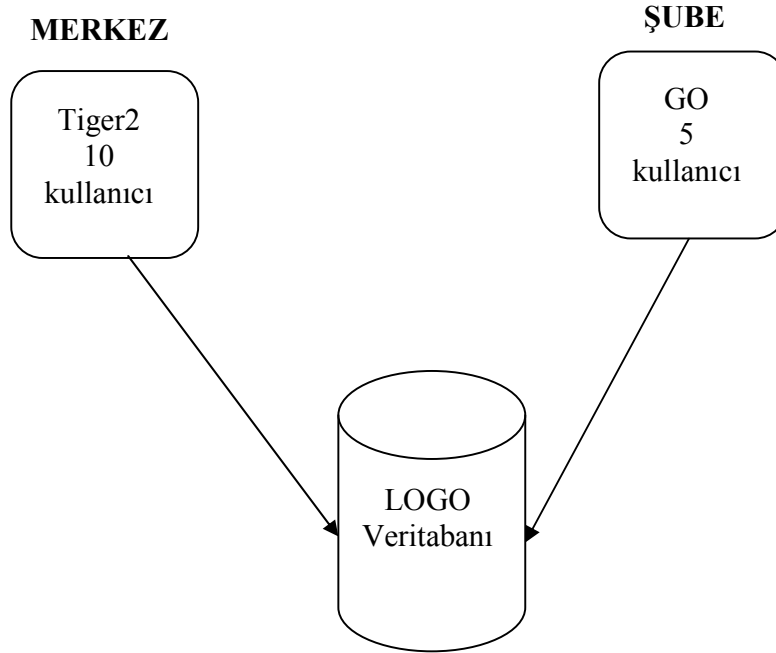 MERKEZ
Tiger2
10
kullanıcı
ŞUBE
GO
5
kullanıcı
LOGO
Veritabanı